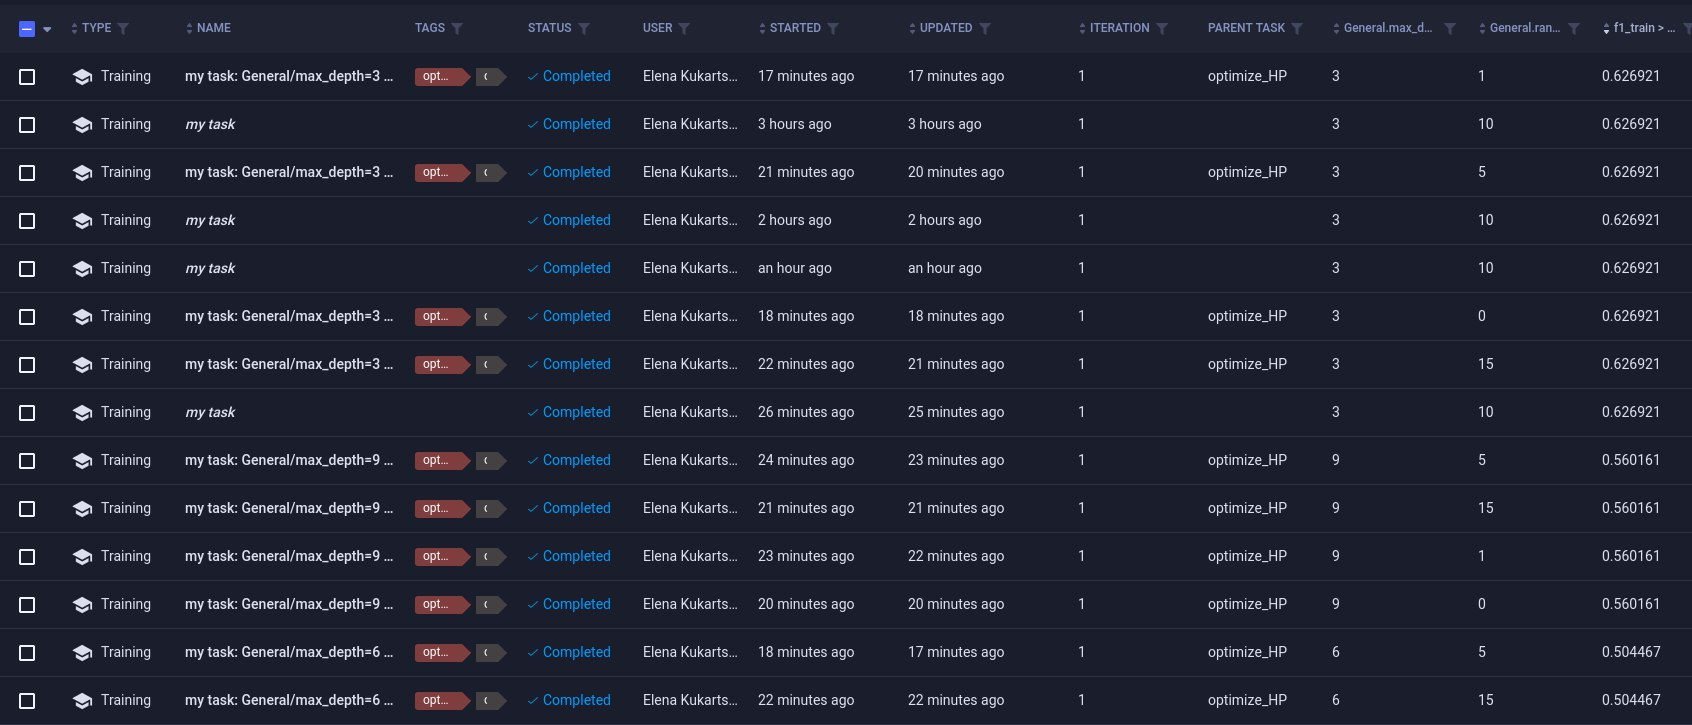 TYPE NAME TAGS STATUS USER STARTED UPDATED ITERATION PARENT TASK General.max_d... General.ran... f1_train > ...
Training my task: General/max_depth=3 ... opt... Completed Elena Kukarts... 17 minutes ago 17 minutes ago 1 optimize_HP 3 1 0.626921
Training my task Completed Elena Kukarts... 3 hours ago 3 hours ago 1 3 10 0.626921
Training my task: General/max_depth=3 ... opt... Completed Elena Kukarts... 21 minutes ago 20 minutes ago 1 optimize_HP 3 5 0.626921
Training my task Completed Elena Kukarts... 2 hours ago 2 hours ago 1 3 10 0.626921
Training my task Completed Elena Kukarts... an hour ago an hour ago 1 3 10 0.626921
Training my task: General/max_depth=3 ... opt... Completed Elena Kukarts... 18 minutes ago 18 minutes ago 1 optimize_HP 3 0 0.626921
Training my task: General/max_depth=3 ... opt... Completed Elena Kukarts... 22 minutes ago 21 minutes ago 1 optimize_HP 3 15 0.626921
Training my task Completed Elena Kukarts... 26 minutes ago 25 minutes ago 1 3 10 0.626921
Training my task: General/max_depth=9 ... opt... Completed Elena Kukarts... 24 minutes ago 23 minutes ago 1 optimize_HP 9 5 0.560161
Training my task: General/max_depth=9 ... opt... Completed Elena Kukarts... 21 minutes ago 21 minutes ago 1 optimize_HP 9 15 0.560161
Training my task: General/max_depth=9 ... opt... Completed Elena Kukarts... 23 minutes ago 22 minutes ago 1 optimize_HP 9 1 0.560161
Training my task: General/max_depth=9 ... opt... Completed Elena Kukarts... 20 minutes ago 20 minutes ago 1 optimize_HP 9 0 0.560161
Training my task: General/max_depth=6 ... opt... Completed Elena Kukarts... 18 minutes ago 17 minutes ago 1 optimize_HP 6 5 0.504467
Training my task: General/max_depth=6 ... opt... Completed Elena Kukarts... 22 minutes ago 22 minutes ago 1 optimize_HP 6 15 0.504467